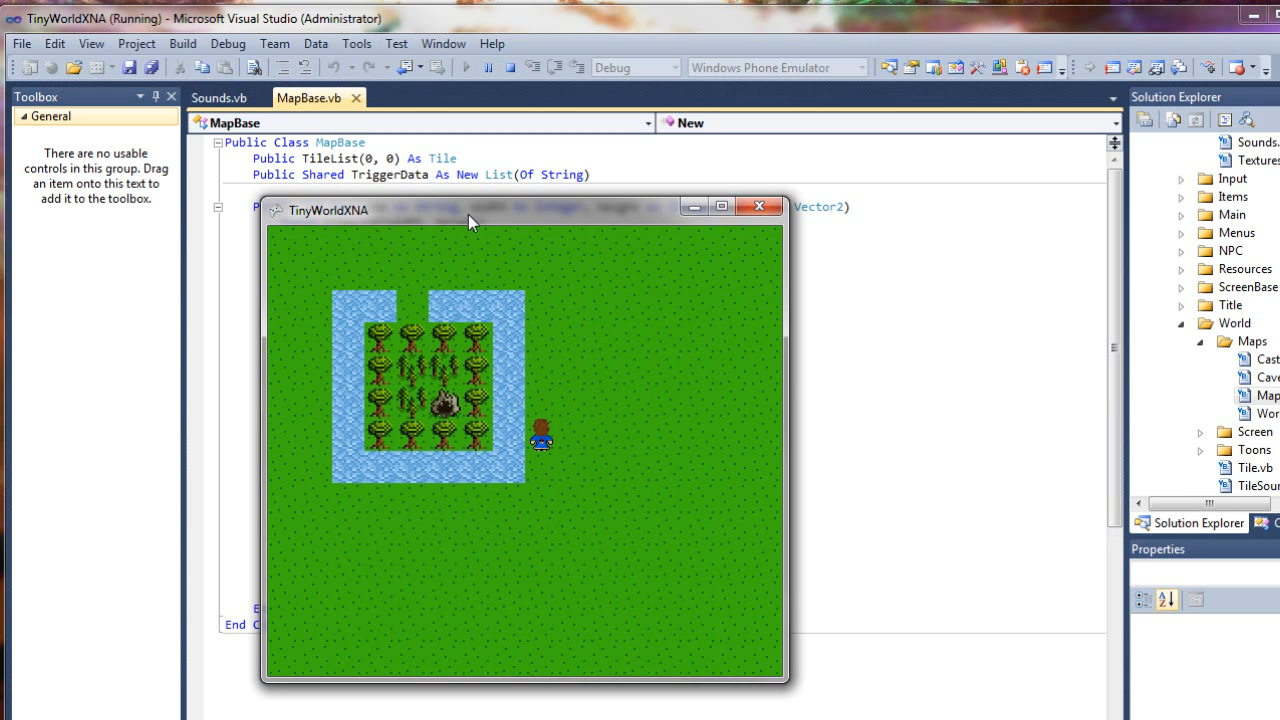 TinyWorldXNA (Running) - Microsoft Visual Studio (Administrator)
File Edit View Project Build Debug Team Data Tools Test Window Help
Debug Windows Phone Emulator
Toolbox
General
There are no usable
controls in this group. Drag
an item onto this text to
add it to the toolbox.
Sounds.vb MapBase.vb
MapBase New
Public Class MapBase
Public TileList(0, 0) As Tile
Public Shared TriggerData As New List(Of String)
Vector2)
End C
TinyWorldXNA
Solution Explorer
Sounds.
Textures
Input
Items
Main
Menus
NPC
Resources
ScreenBase
Title
World
Maps
Cast
Cave
Map
Wor
Screen
Toons
Tile.vb
TileSour
Solution Explorer
Properties